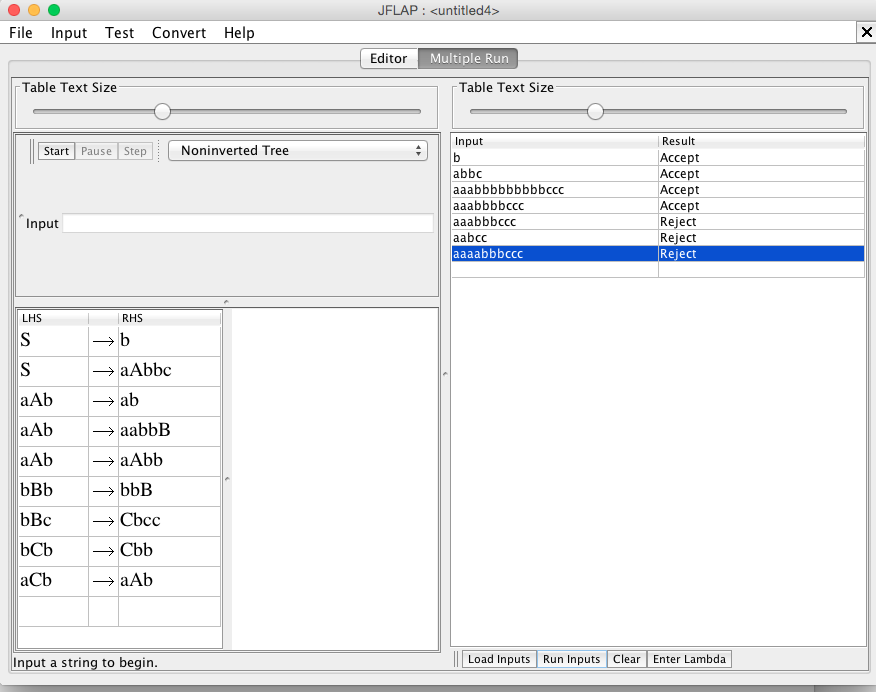 JFLAP : <untitled4>
File Input Test Convert Help
Editor Multiple Run
Table Text Size
Start Pause Step Noninverted Tree
Input
LHS RHS
S → b
S → aAbbc
aAb → ab
aAb → aabbB
aAb → aAbb
bBb → bbB
bBc → Cbcc
bCb → Cbb
aCb → aAb
Input a string to begin.
Table Text Size
Input Result
b Accept
abbc Accept
aaabbbbbbbbbbccc Accept
aaabbbbccc Accept
aaabbbccc Reject
aabcc Reject
aaaabbbccc Reject
Load Inputs Run Inputs Clear Enter Lambda